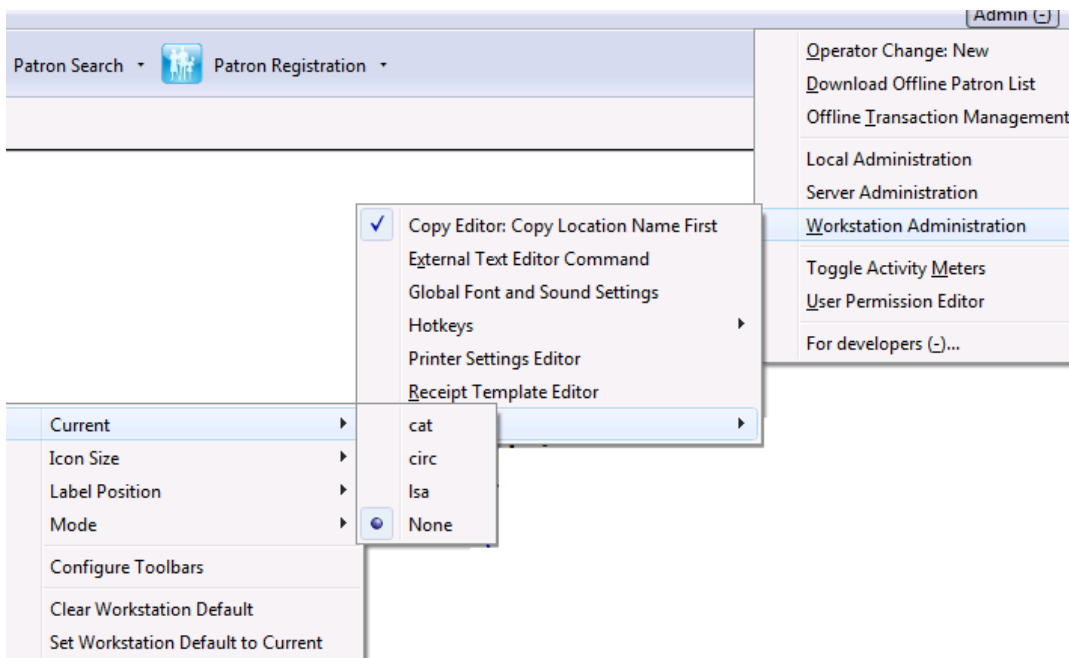 Admin (-)
Patron Search
Patron Registration
Operator Change: New
Download Offline Patron List
Offline Transaction Management
Local Administration
Server Administration
Workstation Administration
Toggle Activity Meters
User Permission Editor
For developers (-)...
Copy Editor: Copy Location Name First
External Text Editor Command
Global Font and Sound Settings
Hotkeys
Printer Settings Editor
Receipt Template Editor
Current
Icon Size
Label Position
Mode
Configure Toolbars
Clear Workstation Default
Set Workstation Default to Current
cat
circ
lsa
None